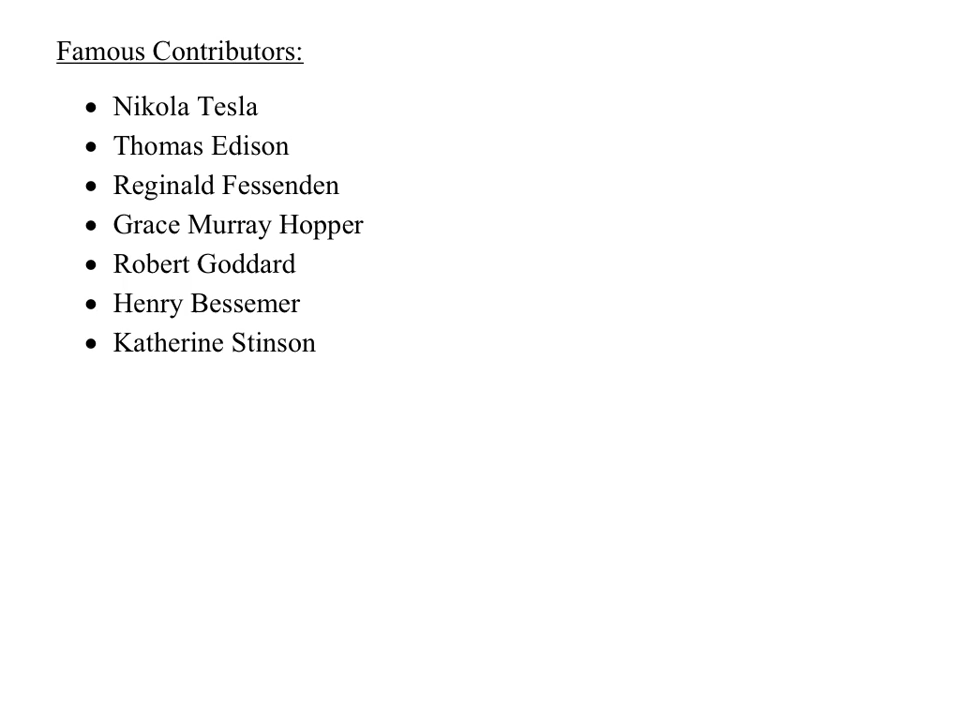 Famous Contributors:
• Nikola Tesla
• Thomas Edison
• Reginald Fessenden
• Grace Murray Hopper
• Robert Goddard
• Henry Bessemer
• Katherine Stinson